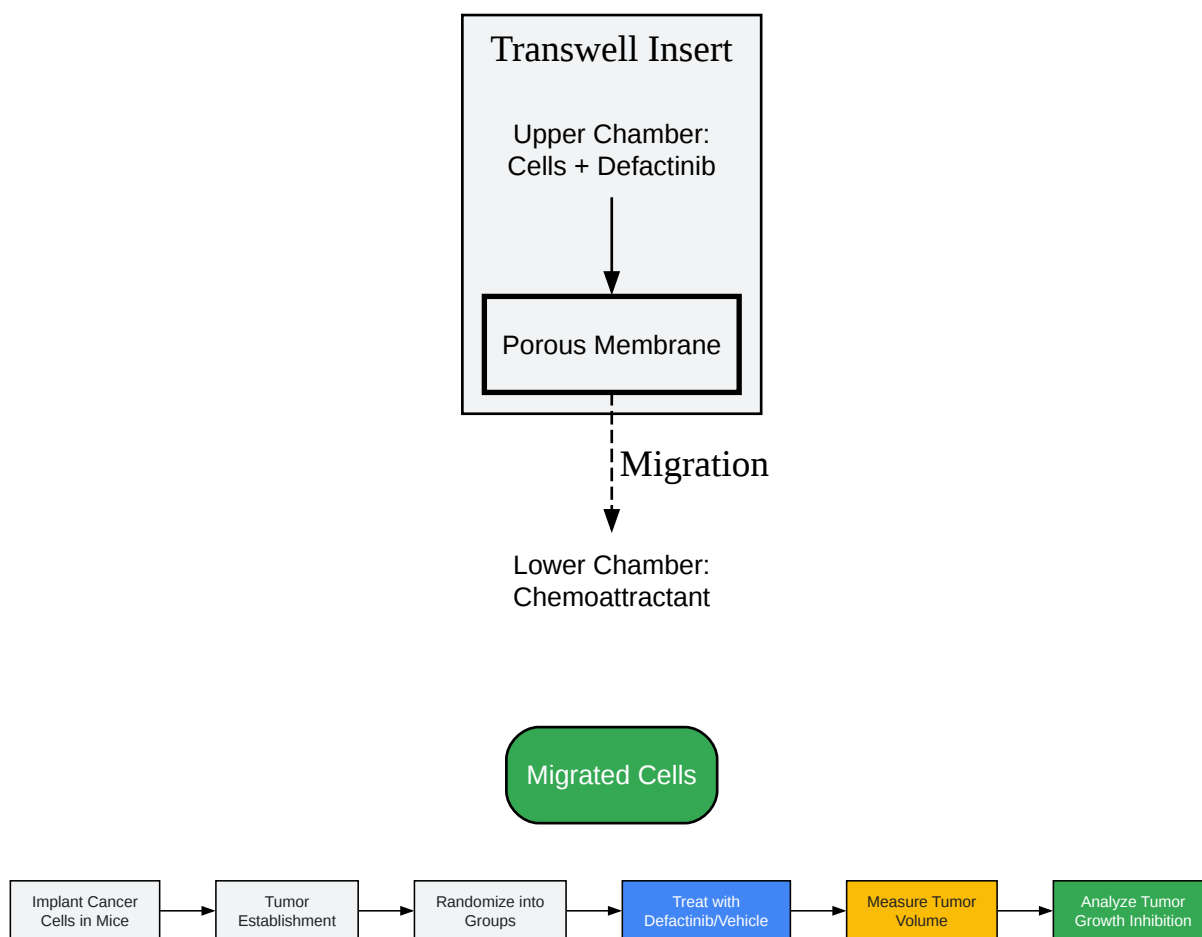 Transwell Insert
Upper Chamber:
Cells + Defactinib
Porous Membrane
Migration
Lower Chamber:
Chemoattractant
Migrated Cells
Implant Cancer
Cells in Mice
Tumor
Establishment
Randomize into
Groups
Treat with
Defactinib/Vehicle
Measure Tumor
Volume
Analyze Tumor
Growth Inhibition